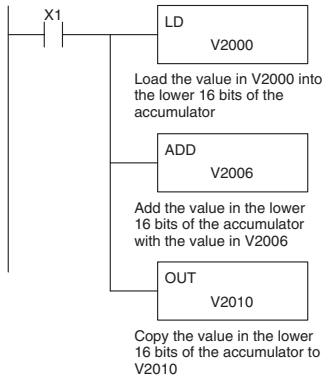 X1
LD
V2000
Load the value in V2000 into
the lower 16 bits of the
accumulator
ADD
V2006
Add the value in the lower
16 bits of the accumulator
with the value in V2006
OUT
V2010
Copy the value in the lower
16 bits of the accumulator to
V2010